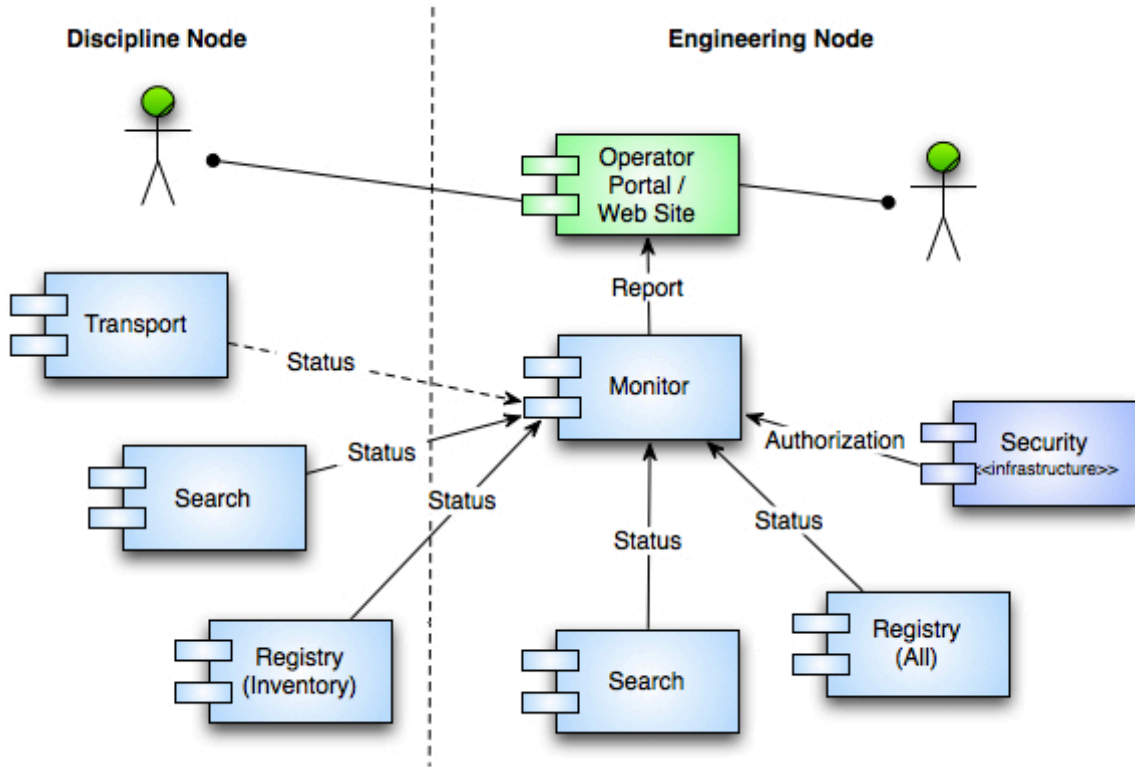 Discipline Node
Engineering Node
Operator
Portal /
Web Site
Report
Transport
Status
Monitor
Authorization
Security
<<infrastructure>>
Status
Search
Status
Status
Status
Registry
(Inventory)
Search
Registry
(All)